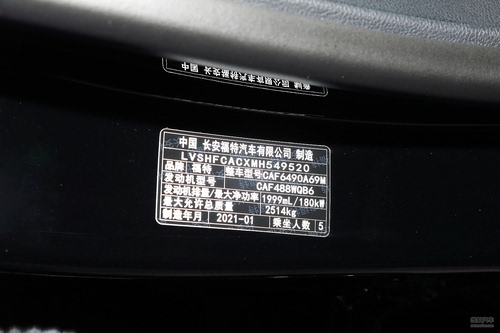 中国 长安福特汽车有限公司 制造
LVSHFCACXMH549520
品牌 福特 整车型号 CAF6490A69M
发动机型号 CAF488WQB6
发动机排量/最大净功率 1999mL/180kW
最大允许总质量 2514kg
制造年月 2021-01 乘坐人数 5